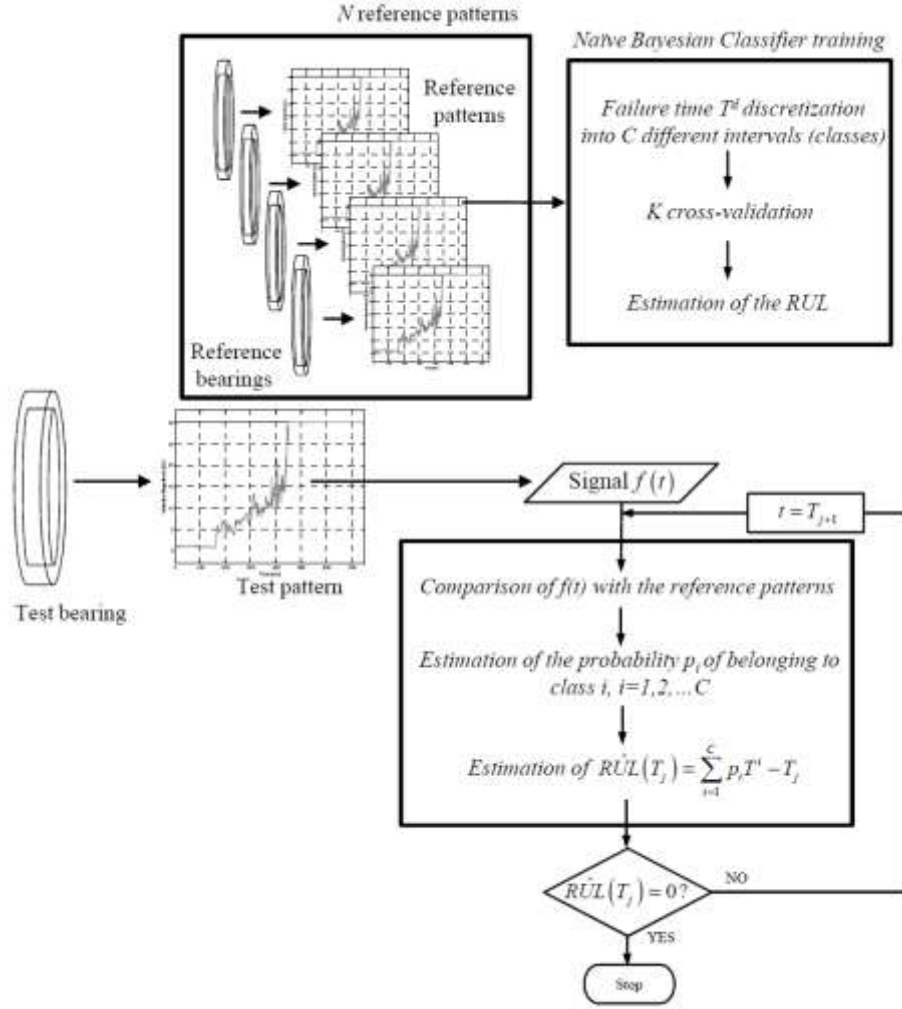 N reference patterns
Naïve Bayesian Classifier training
Reference
patterns
Failure time T^d discretization
into C different intervals (classes)
K cross-validation
Estimation of the RUL
Reference
bearings
Signal f(t)
t = T_{j+1}
Test pattern
Test bearing
Comparison of f(t) with the reference patterns
Estimation of the probability p_i of belonging to
class i, i=1,2,…C
Estimation of RÛL(T_j) = ∑_{i=1}^{C} p_i T^i − T_j
RÛL(T_j) = 0?
NO
YES
Stop